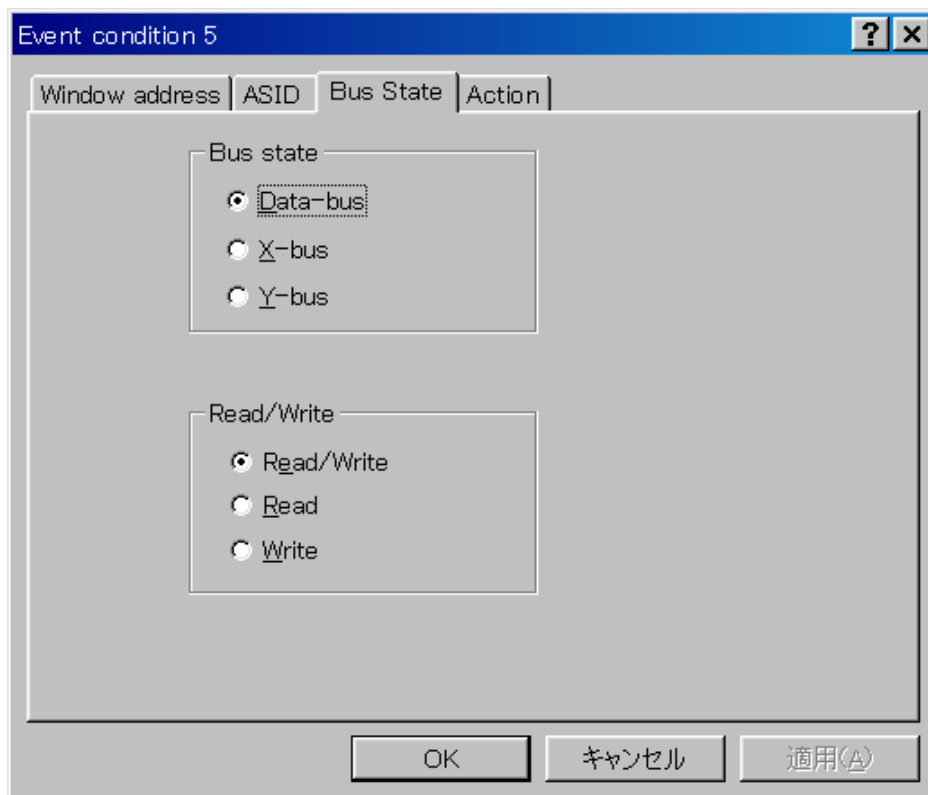 Event condition 5
Window address ASID Bus State Action
Bus state
Data-bus
X-bus
Y-bus
Read/Write
Read/Write
Read
Write
OK キャンセル 適用(A)